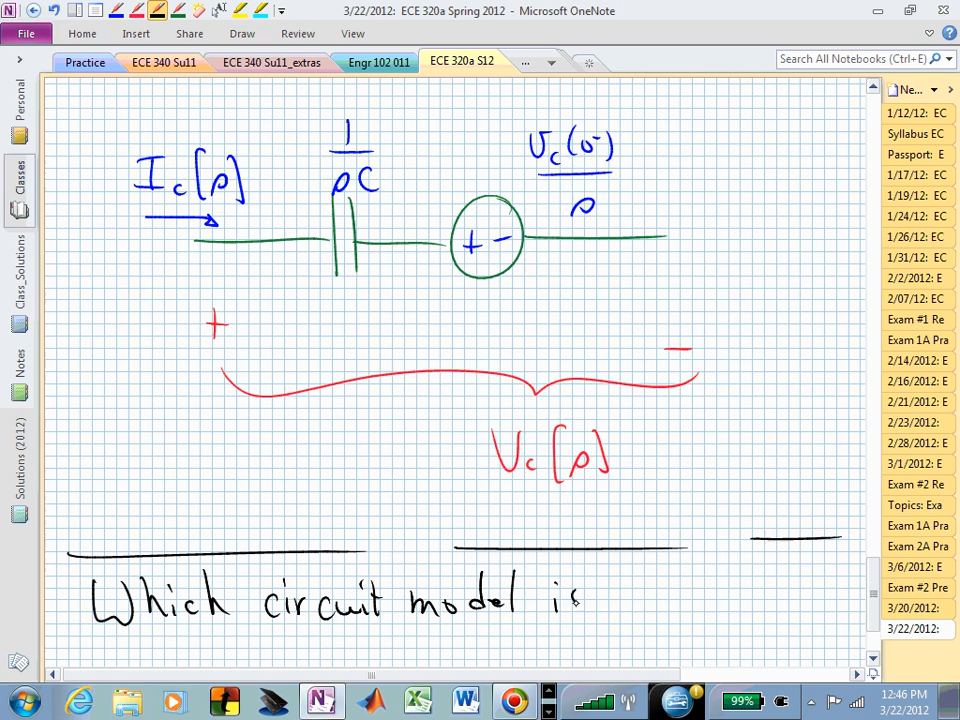 3/22/2012: ECE 320a Spring 2012 - Microsoft OneNote
File Home Insert Share Draw Review View
Practice ECE 340 Su11 ECE 340 Su11_extras Engr 102 011 ECE 320a S12 ... Search All Notebooks (Ctrl+E)
Personal
Classes
Class_Solutions
Notes
Solutions (2012)
Ne...
1/12/12: EC
Syllabus EC
Passport: E
1/17/12: EC
1/19/12: EC
1/24/12: EC
1/26/12: EC
1/31/12: EC
2/2/2012: E
2/07/12: EC
Exam #1 Re
Exam 1A Pra
2/14/2012: E
2/16/2012: E
2/21/2012: E
2/23/2012:
2/28/2012: E
3/1/2012: E
Exam #2 Re
Topics: Exa
Exam 1A Pra
Exam 2A Pra
3/6/2012: E
Exam #2 Pre
3/20/2012:
3/22/2012:
1
I_c[s] sC
V_c(0-)
s
+ -
+ -
V_c[s]
Which circuit model is
99% 12:46 PM
3/22/2012